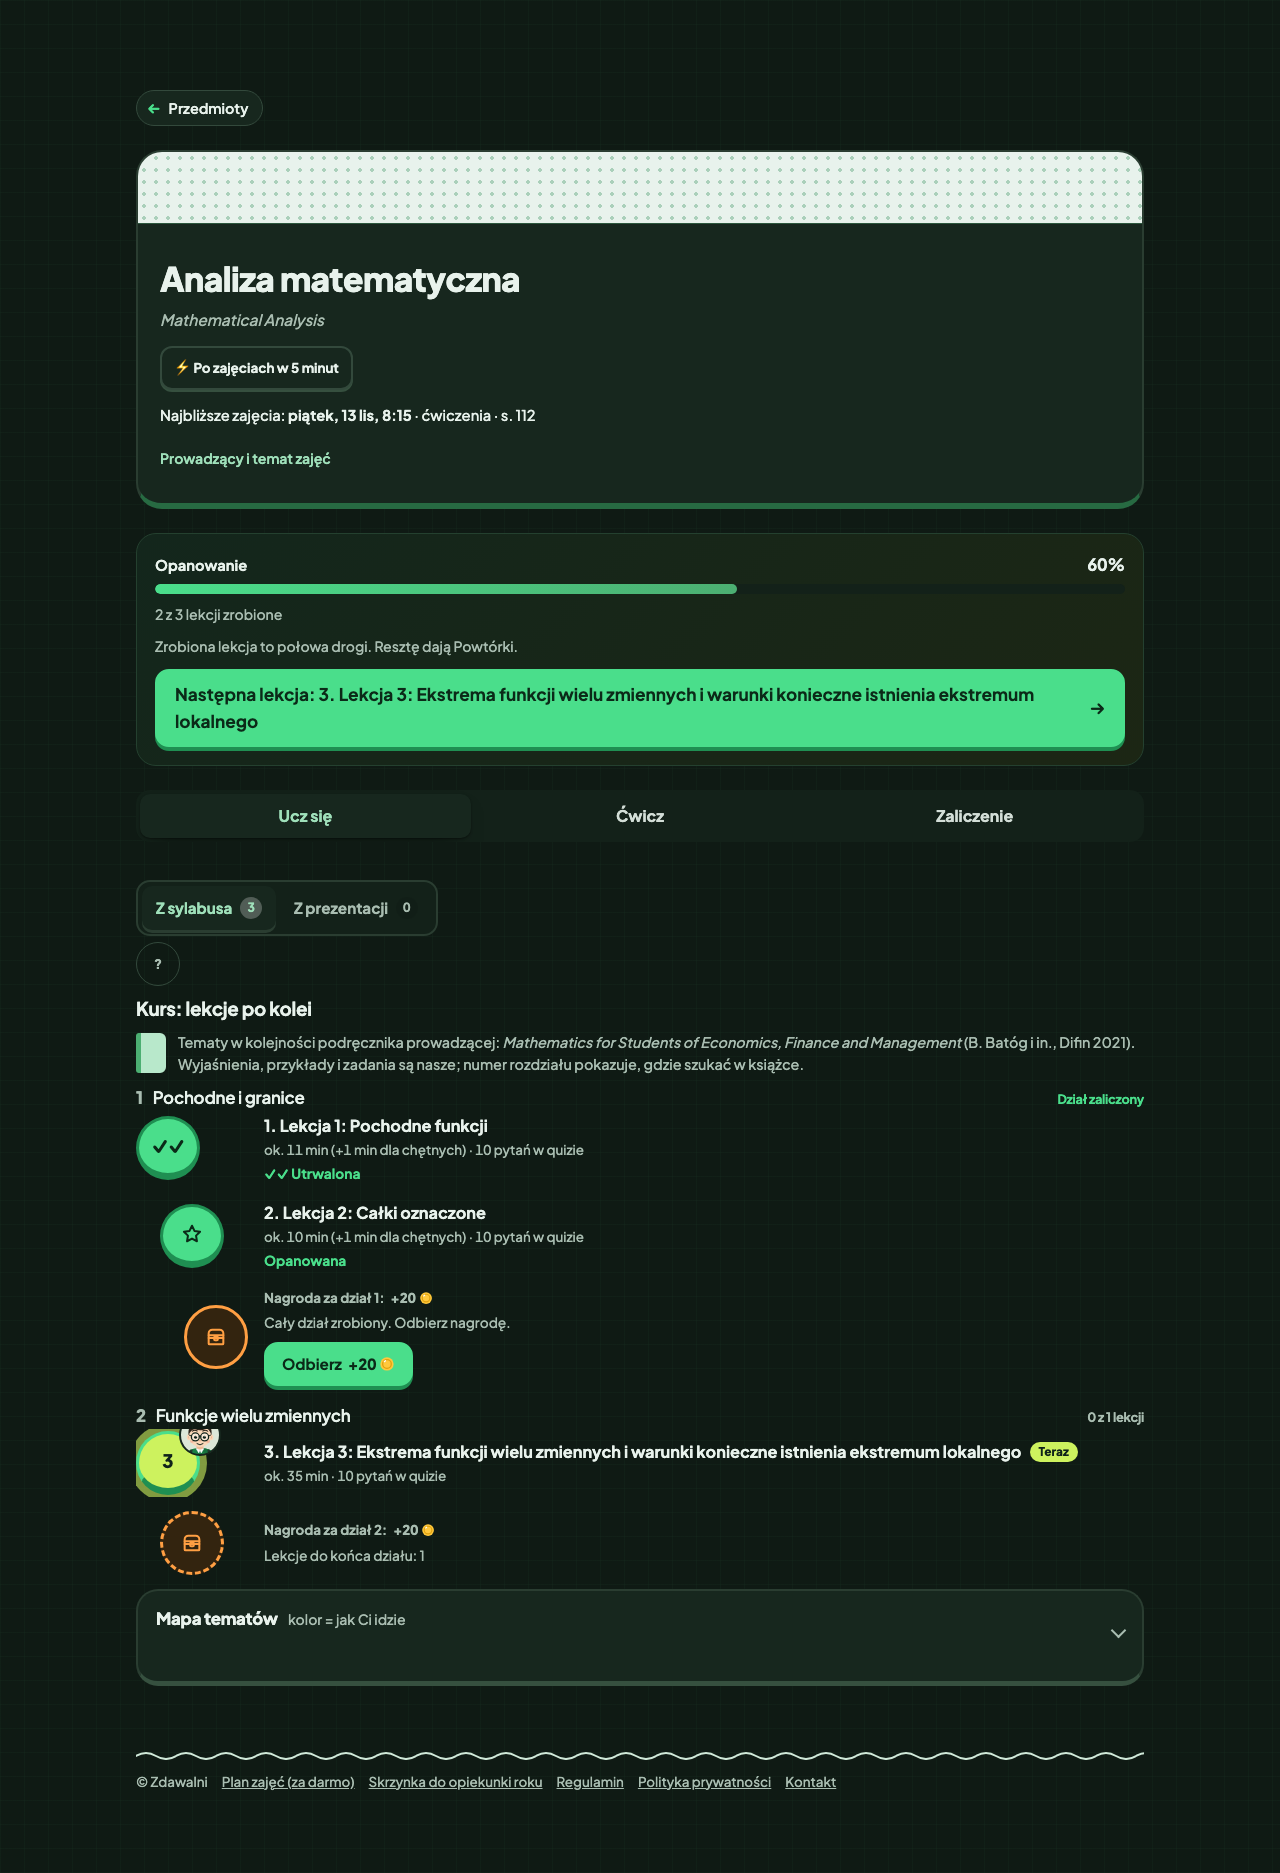 ← Przedmioty
Analiza matematyczna
Mathematical Analysis
⚡ Po zajęciach w 5 minut
Najbliższe zajęcia: piątek, 13 lis, 8:15 · ćwiczenia · s. 112
Prowadzący i temat zajęć
Opanowanie 60%
2 z 3 lekcji zrobione
Zrobiona lekcja to połowa drogi. Resztę dają Powtórki.
Następna lekcja: 3. Lekcja 3: Ekstrema funkcji wielu zmiennych i warunki konieczne istnienia ekstremum
lokalnego →
Ucz się Ćwicz Zaliczenie
Z sylabusa 3 Z prezentacji 0
?
Kurs: lekcje po kolei
Tematy w kolejności podręcznika prowadzącej: Mathematics for Students of Economics, Finance and Management (B. Batóg i in., Difin 2021).
Wyjaśnienia, przykłady i zadania są nasze; numer rozdziału pokazuje, gdzie szukać w książce.
1 Pochodne i granice Dział zaliczony
1. Lekcja 1: Pochodne funkcji
ok. 11 min (+1 min dla chętnych) · 10 pytań w quizie
✓✓ Utrwalona
2. Lekcja 2: Całki oznaczone
ok. 10 min (+1 min dla chętnych) · 10 pytań w quizie
Opanowana
Nagroda za dział 1: +20
Cały dział zrobiony. Odbierz nagrodę.
Odbierz +20
2 Funkcje wielu zmiennych 0 z 1 lekcji
3 3. Lekcja 3: Ekstrema funkcji wielu zmiennych i warunki konieczne istnienia ekstremum lokalnego Teraz
ok. 35 min · 10 pytań w quizie
Nagroda za dział 2: +20
Lekcje do końca działu: 1
Mapa tematów kolor = jak Ci idzie
© Zdawalni Plan zajęć (za darmo) Skrzynka do opiekunki roku Regulamin Polityka prywatności Kontakt